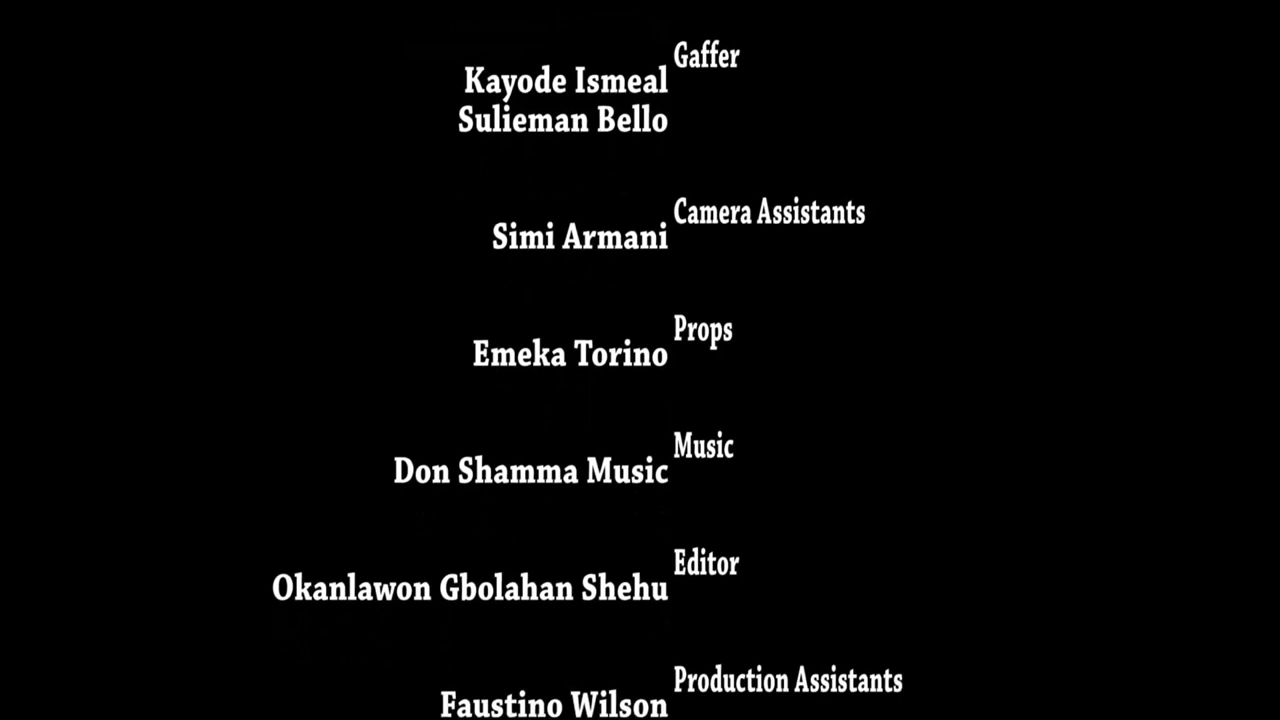 Gaffer
Kayode Ismeal
Sulieman Bello
Camera Assistants
Simi Armani
Props
Emeka Torino
Music
Don Shamma Music
Editor
Okanlawon Gbolahan Shehu
Production Assistants
Faustino Wilson